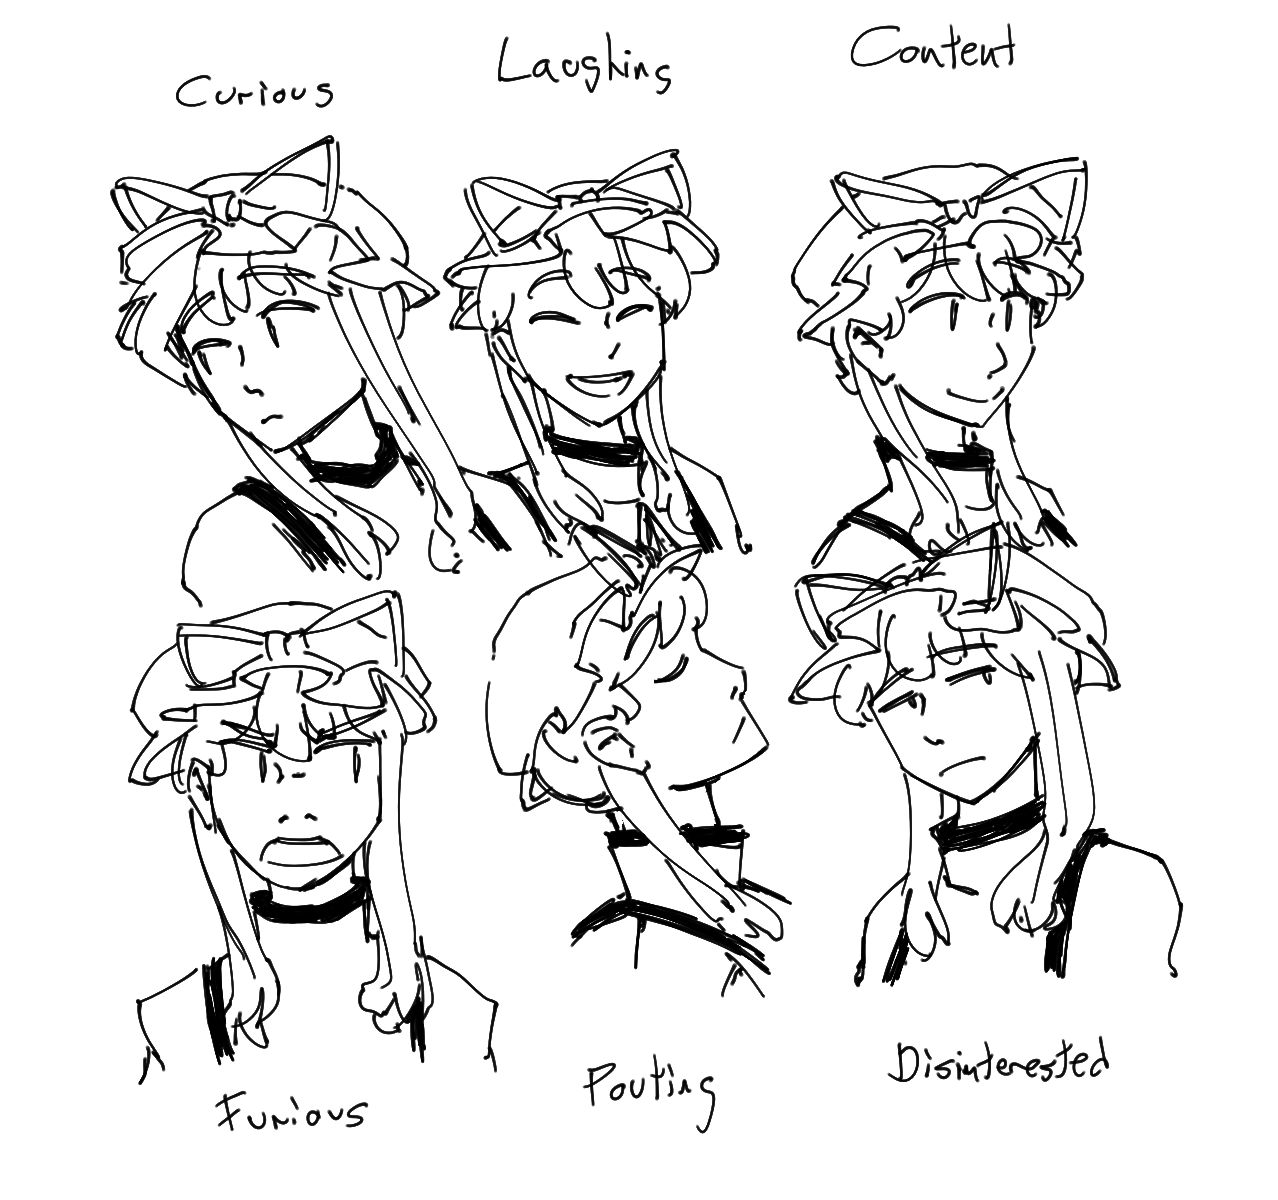 Curious
Laughing
Content
Furious
Pouting
Disinterested